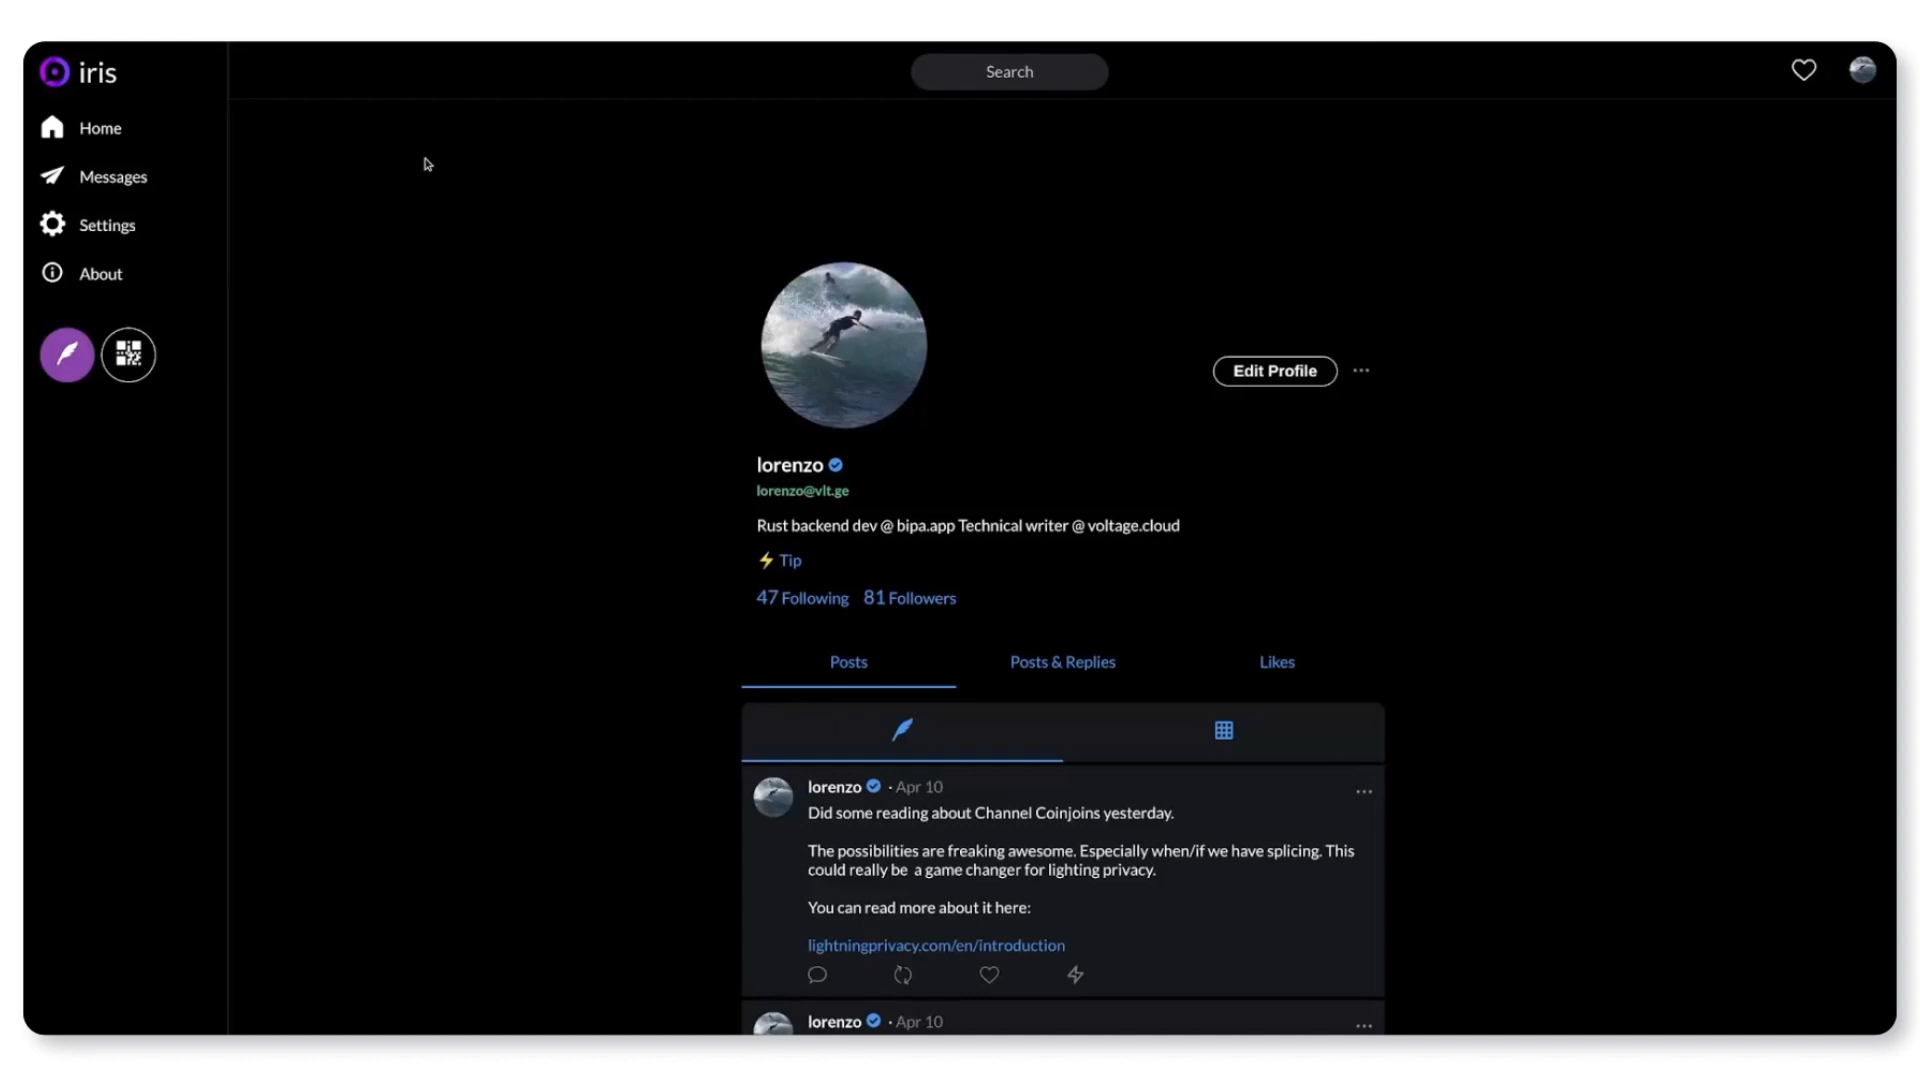 iris
Search
Home
Messages
Settings
About
Edit Profile
lorenzo
lorenzo@vlt.ge
Rust backend dev @ bipa.app Technical writer @ voltage.cloud
Tip
47 Following 81 Followers
Posts Posts & Replies Likes
lorenzo · Apr 10
Did some reading about Channel Coinjoins yesterday.
The possibilities are freaking awesome. Especially when/if we have splicing. This
could really be a game changer for lighting privacy.
You can read more about it here:
lightningprivacy.com/en/introduction
lorenzo · Apr 10